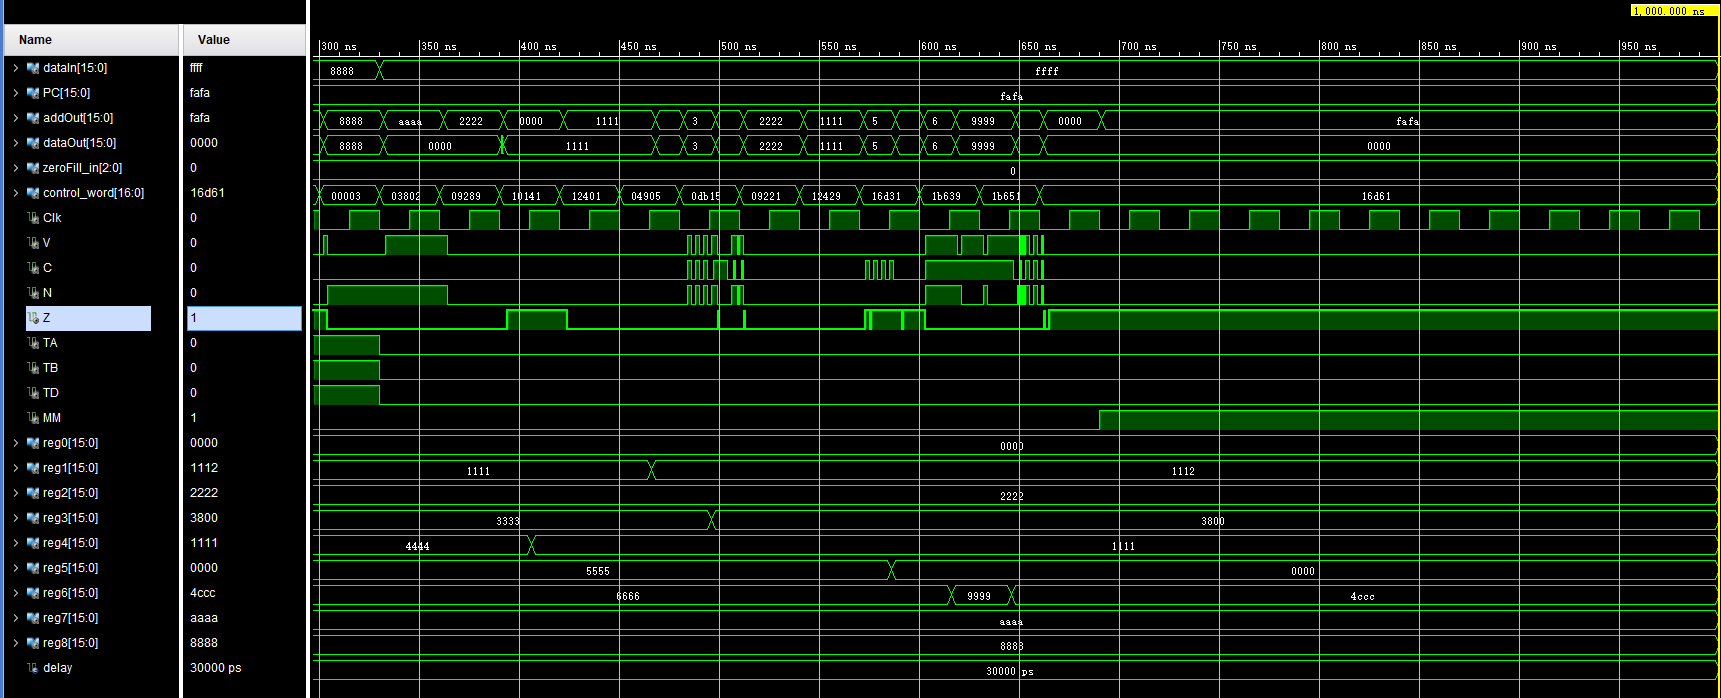 1,000.000 ns
Name Value 300 ns 350 ns 400 ns 450 ns 500 ns 550 ns 600 ns 650 ns 700 ns 750 ns 800 ns 850 ns 900 ns 950 ns
dataIn[15:0] ffff 8888 ffff
PC[15:0] fafa fafa
addOut[15:0] fafa 8888 aaaa 2222 0000 1111 3 2222 1111 5 6 9999 0000 fafa
dataOut[15:0] 0000 8888 0000 1111 3 2222 1111 5 6 9999 0000
zeroFill_in[2:0] 0 0
control_word[16:0] 16d61 00003 03802 09289 10141 12401 04905 0db15 09221 12429 16d31 1b639 1b651 16d61
Clk 0
V 0
C 0
N 0
Z 1
TA 0
TB 0
TD 0
MM 1
reg0[15:0] 0000 0000
reg1[15:0] 1112 1111 1112
reg2[15:0] 2222 2222
reg3[15:0] 3800 3333 3800
reg4[15:0] 1111 4444 1111
reg5[15:0] 0000 5555 0000
reg6[15:0] 4ccc 6666 9999 4ccc
reg7[15:0] aaaa aaaa
reg8[15:0] 8888 8888
delay 30000 ps 30000 ps